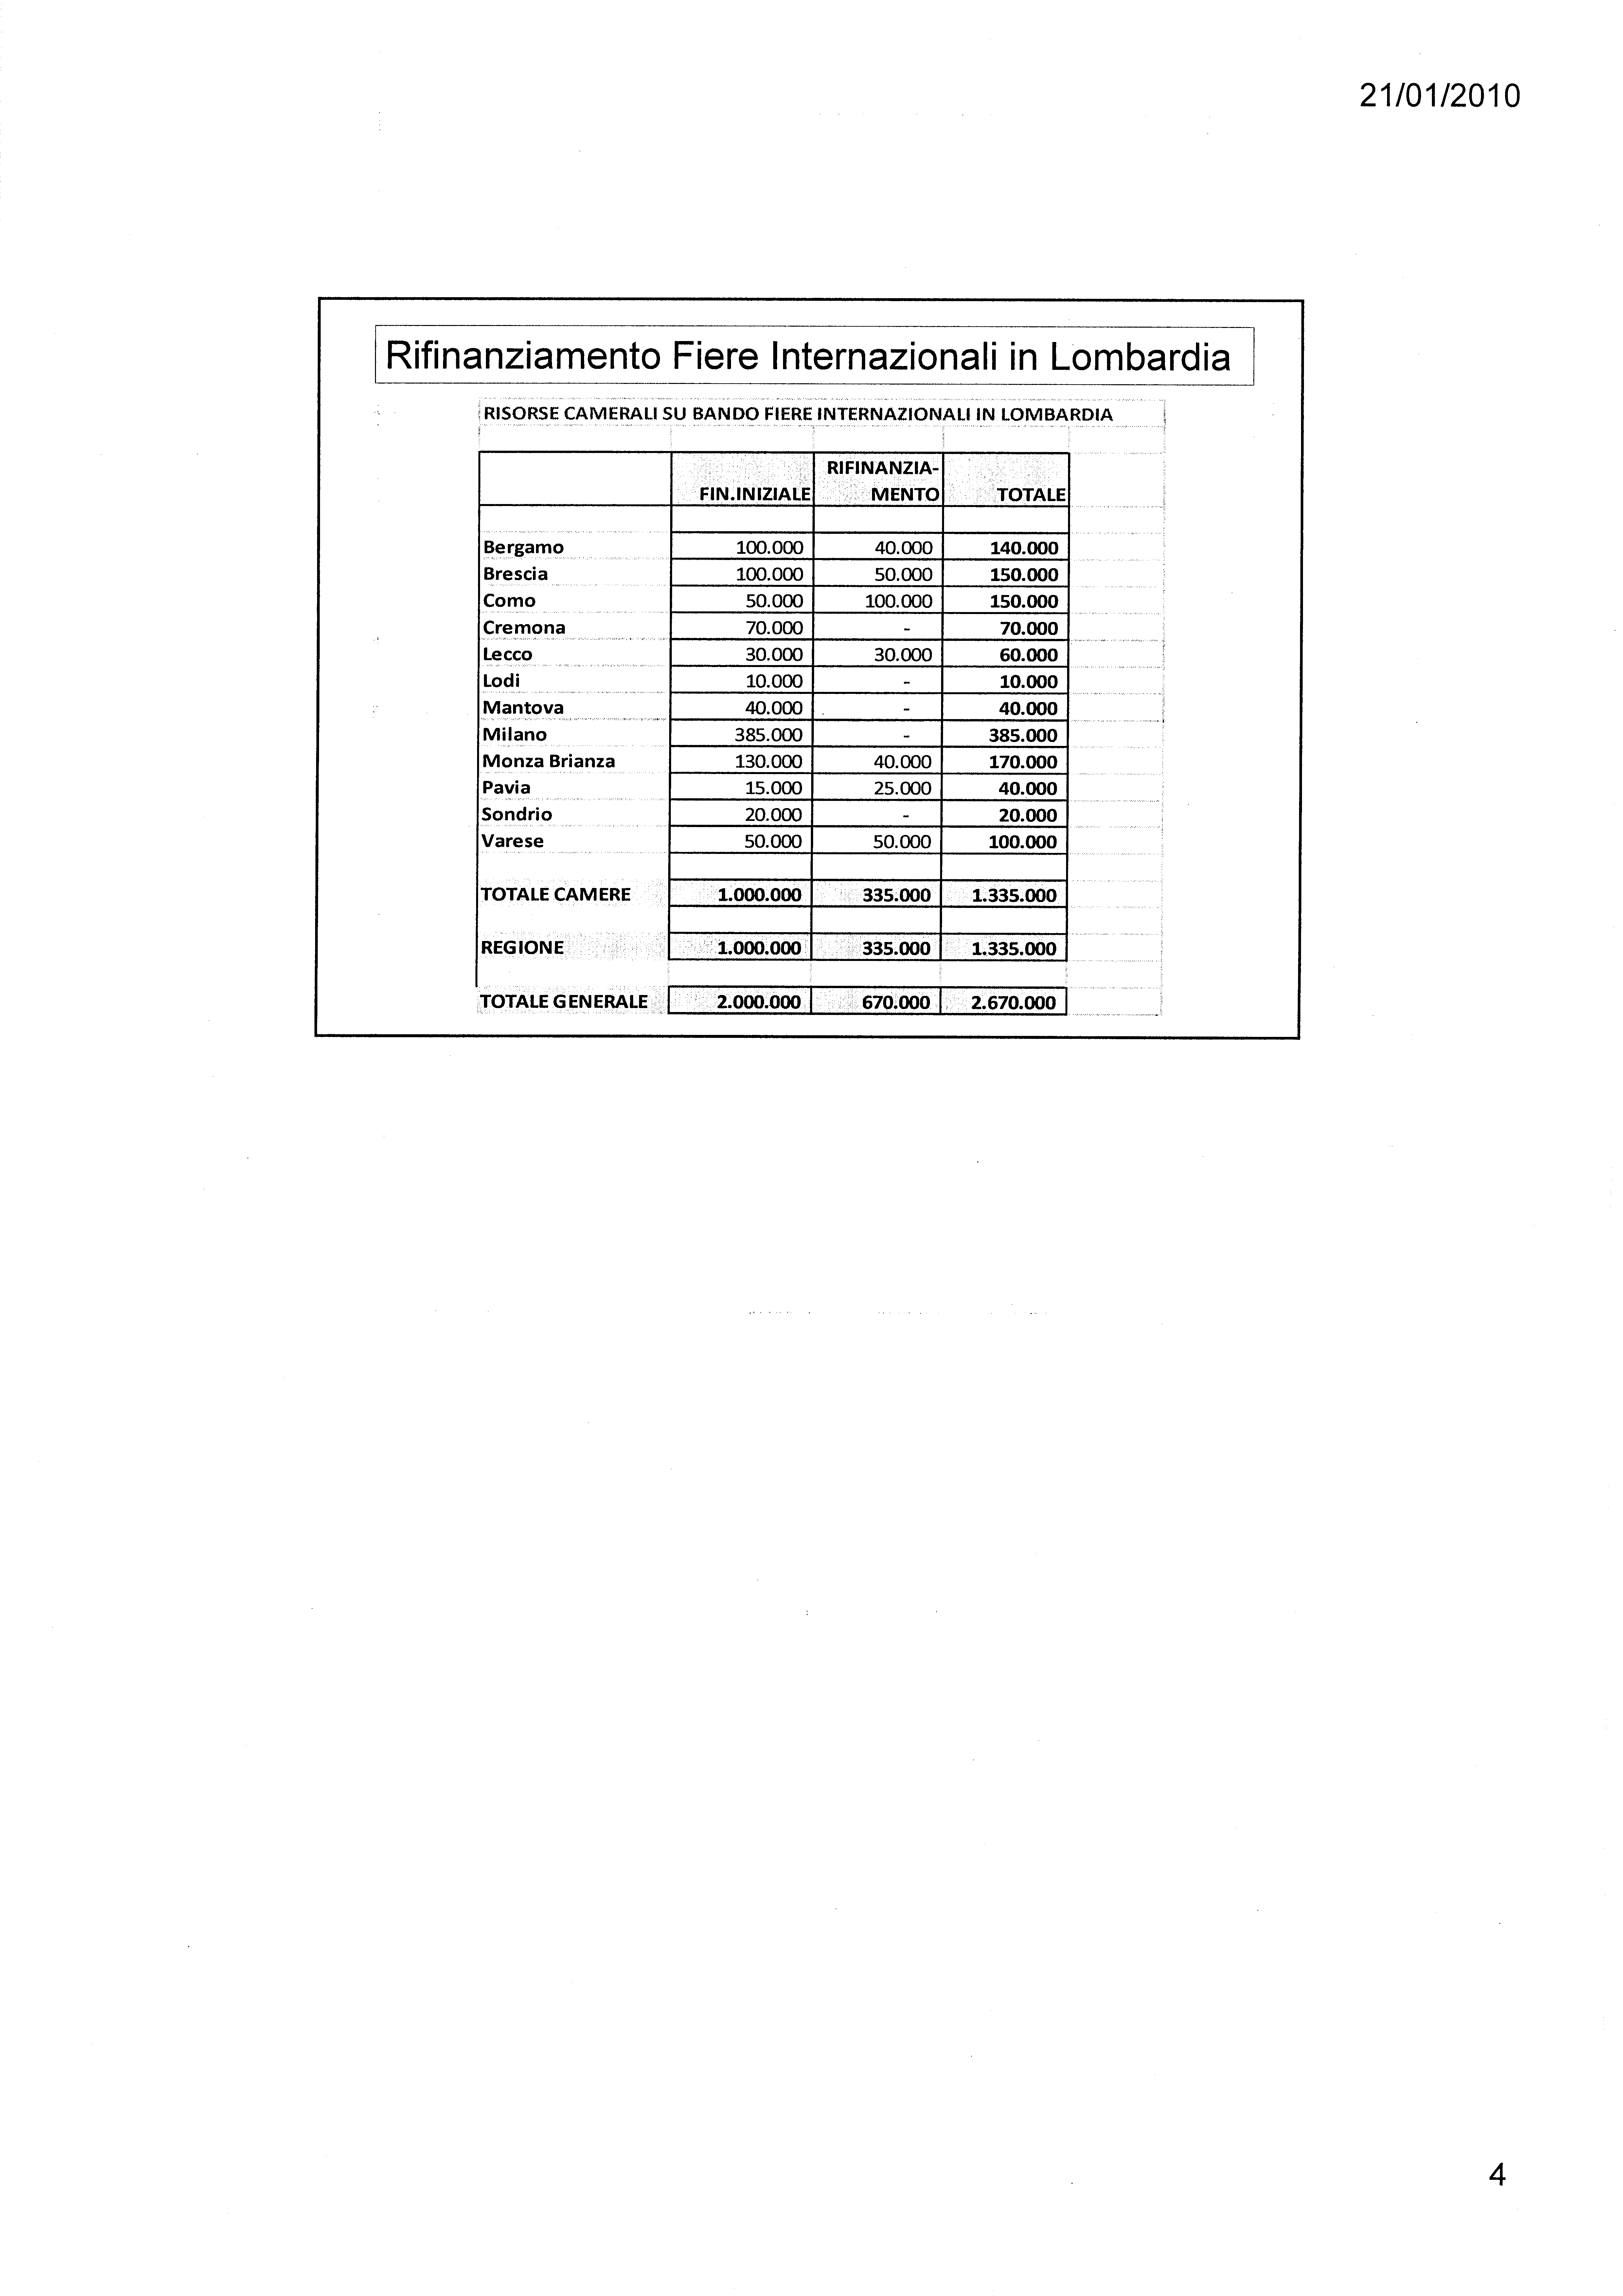 21/01/2010
Rifinanziamento Fiere Internazionali in Lombardia
RISORSE CAMERALI SU BANDO FIERE INTERNAZIONALI IN LOMBARDIA
FIN.INIZIALE RIFINANZIA-MENTO TOTALE
Bergamo 100.000 40.000 140.000
Brescia 100.000 50.000 150.000
Como 50.000 100.000 150.000
Cremona 70.000 - 70.000
Lecco 30.000 30.000 60.000
Lodi 10.000 - 10.000
Mantova 40.000 - 40.000
Milano 385.000 - 385.000
Monza Brianza 130.000 40.000 170.000
Pavia 15.000 25.000 40.000
Sondrio 20.000 - 20.000
Varese 50.000 50.000 100.000
TOTALE CAMERE 1.000.000 335.000 1.335.000
REGIONE 1.000.000 335.000 1.335.000
TOTALE GENERALE 2.000.000 670.000 2.670.000
4